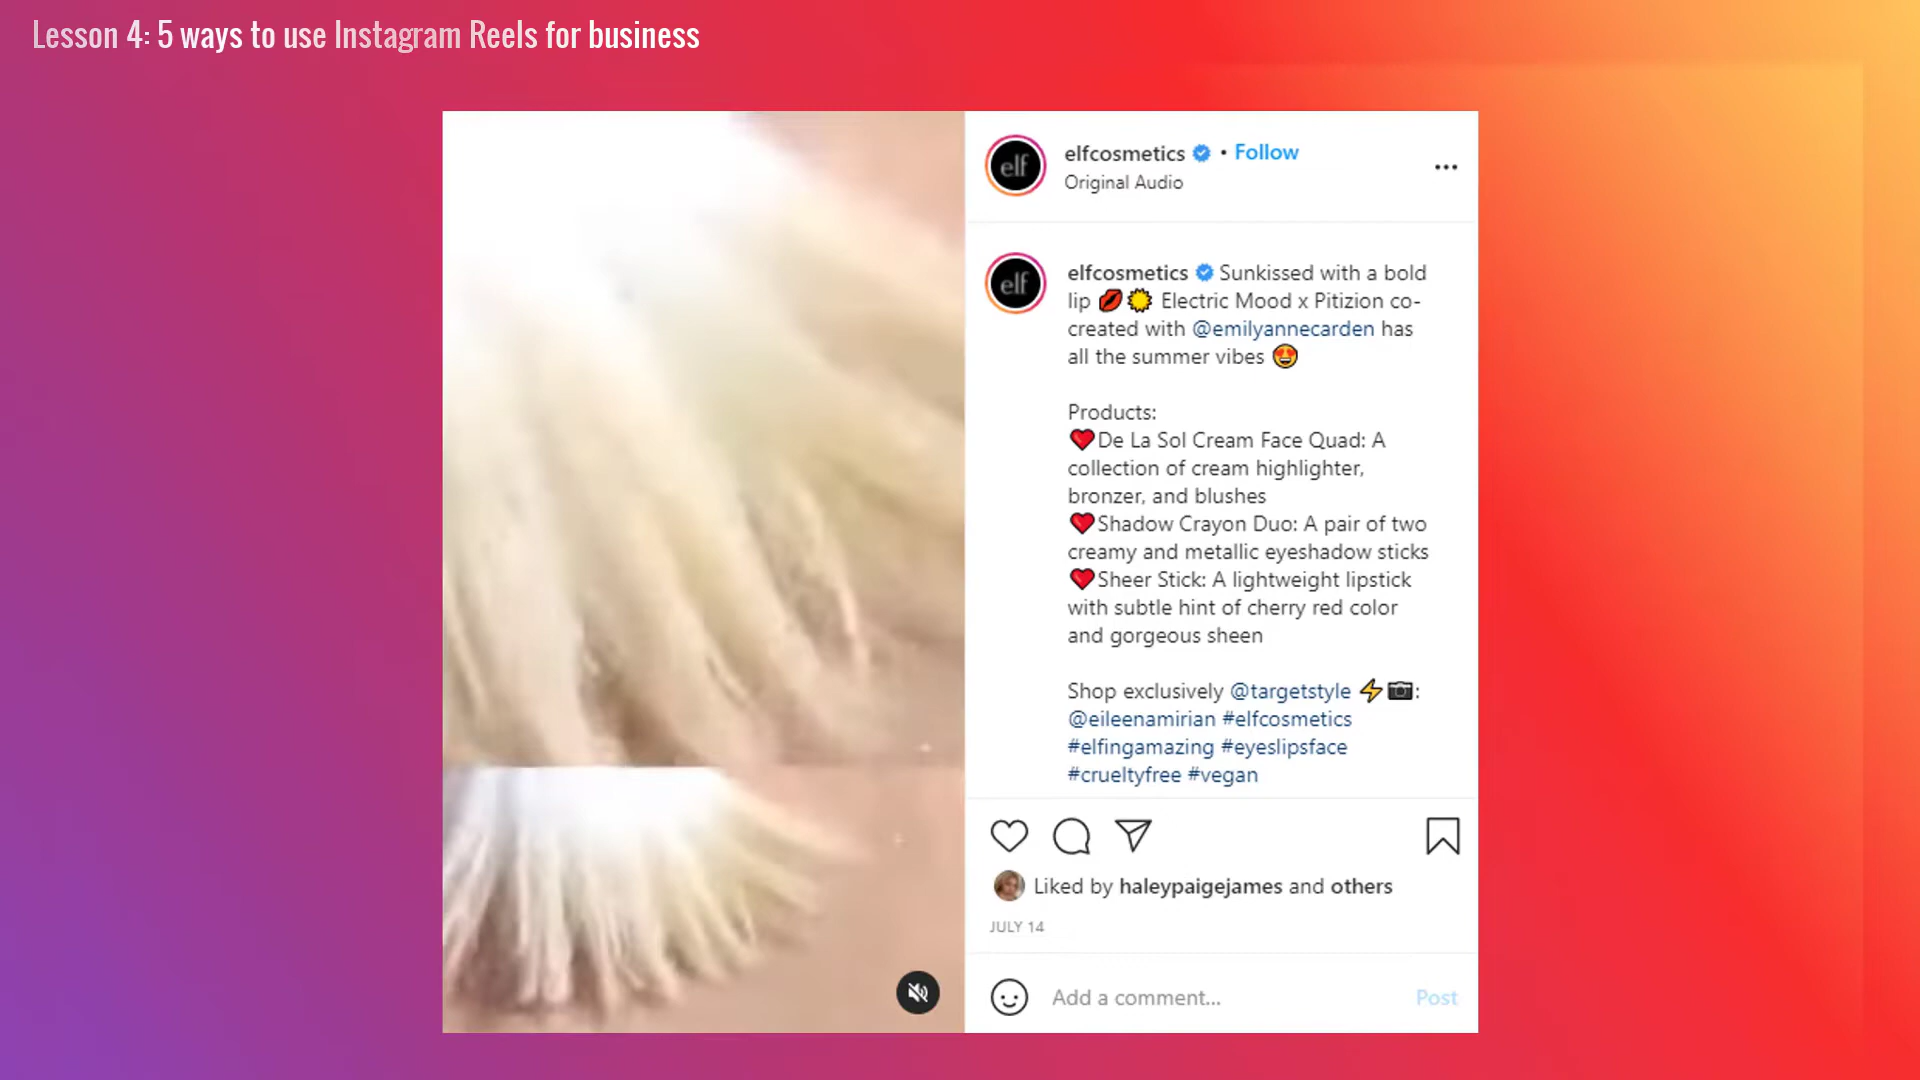 Lesson 4: 5 ways to use Instagram Reels for business
elf
elfcosmetics • Follow
Original Audio
elf
elfcosmetics Sunkissed with a bold
lip 💋☀️ Electric Mood x Pitizion co-
created with @emilyannecarden has
all the summer vibes 😍
Products:
❤️De La Sol Cream Face Quad: A
collection of cream highlighter,
bronzer, and blushes
❤️Shadow Crayon Duo: A pair of two
creamy and metallic eyeshadow sticks
❤️Sheer Stick: A lightweight lipstick
with subtle hint of cherry red color
and gorgeous sheen
Shop exclusively @targetstyle ⚡📷:
@eileenamirian #elfcosmetics
#elfingamazing #eyeslipsface
#crueltyfree #vegan
Liked by haleypaigejames and others
JULY 14
Add a comment... Post